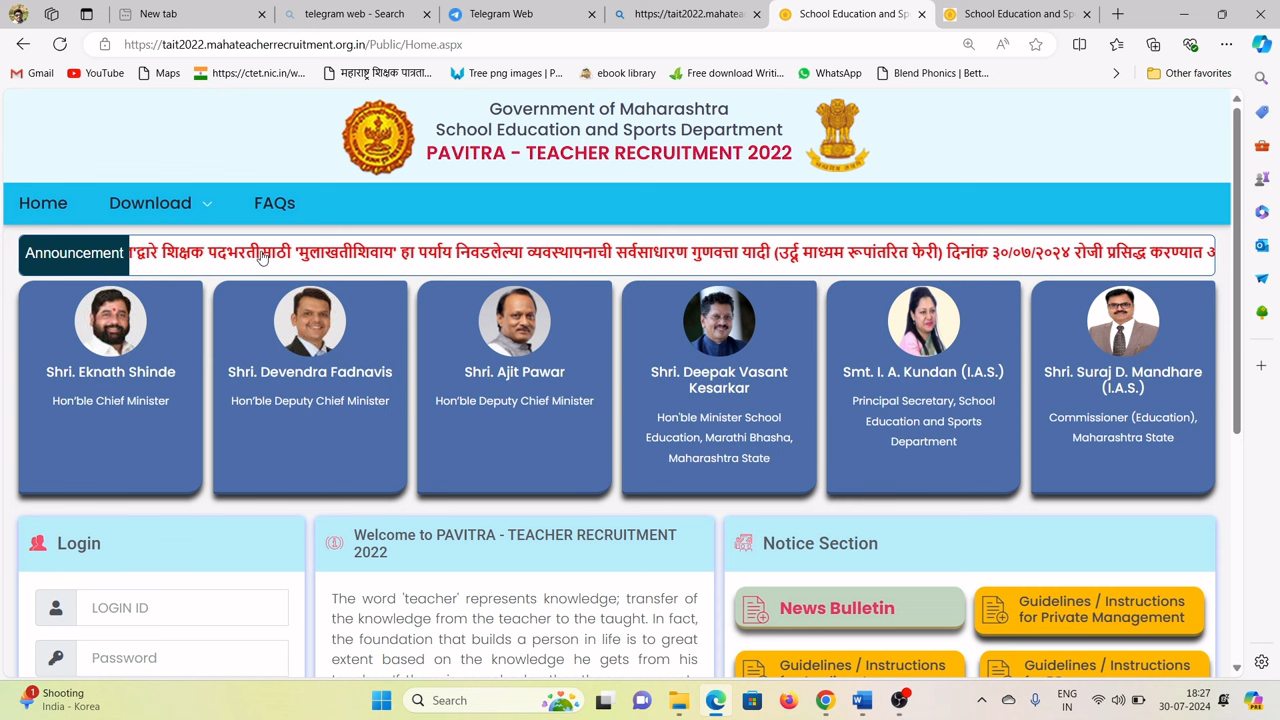 New tab
telegram web - Search
Telegram Web
https://tait2022.mahate
School Education and Sp
School Education and Sp
https://tait2022.mahateacherrecruitment.org.in/Public/Home.aspx
Gmail
YouTube
Maps
https://ctet.nic.in/w...
महाराष्ट्र शिक्षक पात्रता...
Tree png images | P...
ebook library
Free download Writi...
WhatsApp
Blend Phonics | Bett...
Other favorites
Government of Maharashtra
School Education and Sports Department
PAVITRA - TEACHER RECRUITMENT 2022
Home
Download
FAQs
Announcement
द्वारे शिक्षक पदभरतीसाठी 'मुलाखतीशिवाय' हा पर्याय निवडलेल्या व्यवस्थापनाची सर्वसाधारण गुणवत्ता यादी (उर्दू माध्यम रूपांतरित फेरी) दिनांक ३०/०७/२०२४ रोजी प्रसिद्ध करण्यात
Shri. Eknath Shinde
Hon'ble Chief Minister
Shri. Devendra Fadnavis
Hon'ble Deputy Chief Minister
Shri. Ajit Pawar
Hon'ble Deputy Chief Minister
Shri. Deepak Vasant
Kesarkar
Hon'ble Minister School
Education, Marathi Bhasha,
Maharashtra State
Smt. I. A. Kundan (I.A.S.)
Principal Secretary, School
Education and Sports
Department
Shri. Suraj D. Mandhare
(I.A.S.)
Commissioner (Education),
Maharashtra State
Login
LOGIN ID
Password
Welcome to PAVITRA - TEACHER RECRUITMENT
2022
The word 'teacher' represents knowledge; transfer of
the knowledge from the teacher to the taught. In fact,
the foundation that builds a person in life is to great
extent based on the knowledge he gets from his
Notice Section
News Bulletin
Guidelines / Instructions
for Private Management
Guidelines / Instructions
Guidelines / Instructions
1
Shooting
India - Korea
Search
ENG
IN
18:27
30-07-2024
PRE